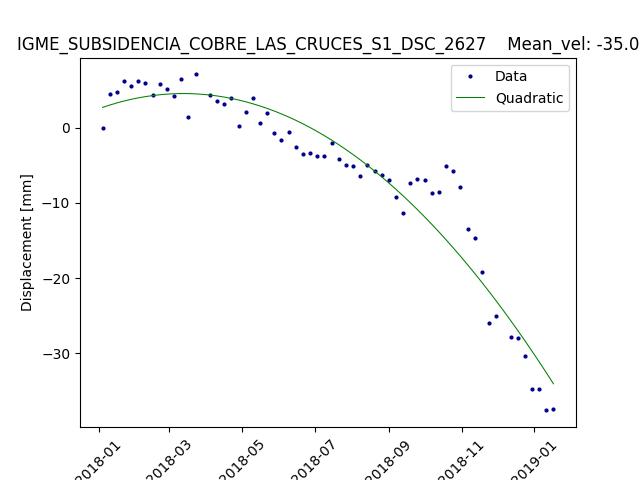 IGME_SUBSIDENCIA_COBRE_LAS_CRUCES_S1_DSC_2627    Mean_vel: -35.0
Data
Quadratic
Displacement [mm]
0
−10
−20
−30
2018-01
2018-03
2018-05
2018-07
2018-09
2018-11
2019-01